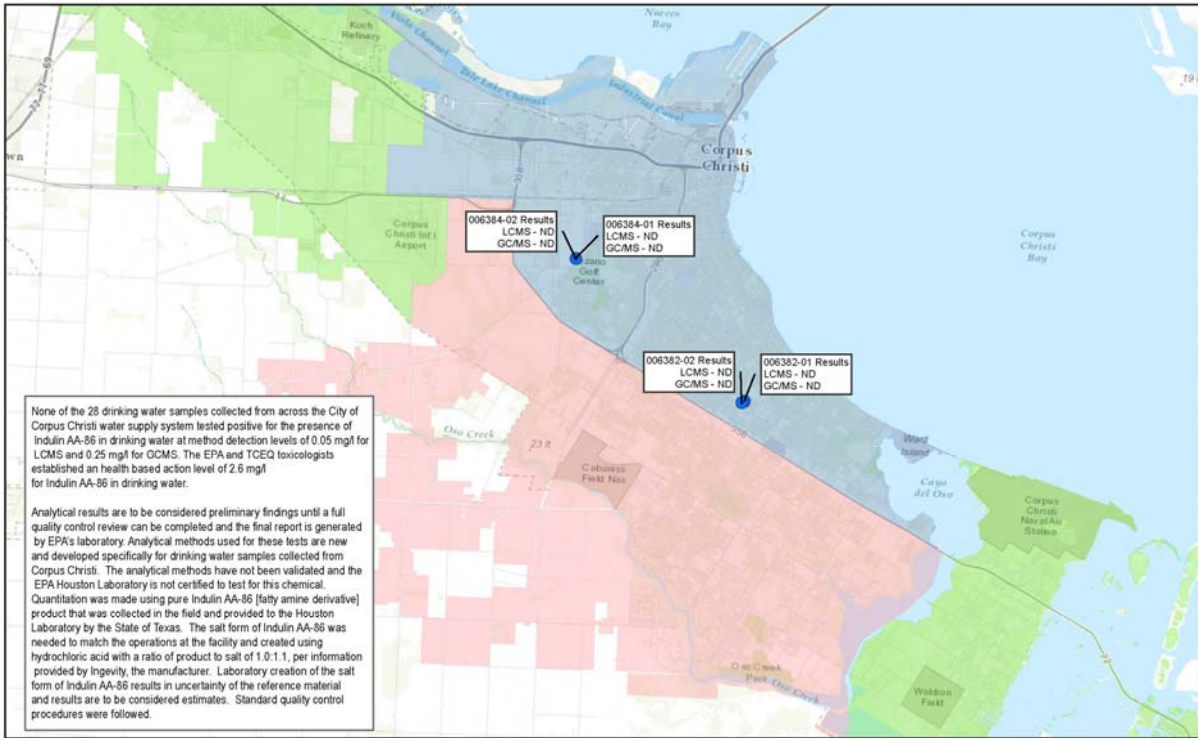 Nueces
Bay
Koch
Refinery
Viola Channel
Tule Lake Channel
Industrial Canal
77
77
69
19 f
Corpus
Christi
wn
358
44
006384-02 Results
LCMS - ND
GC/MS - ND
006384-01 Results
LCMS - ND
GC/MS - ND
Corpus
Christi Int'l
Airport
Corpus
Christi
Bay
zano
Golf
Center
006382-02 Results
LCMS - ND
GC/MS - ND
006382-01 Results
LCMS - ND
GC/MS - ND
358
Oso Creek
23 ft
Ward
Island
Cabaniss
Field Nas
Cayo
del Oso
Corpus
Christi
Naval Air
Station
None of the 28 drinking water samples collected from across the City of
Corpus Christi water supply system tested positive for the presence of
Indulin AA-86 in drinking water at method detection levels of 0.05 mg/l for
LCMS and 0.25 mg/l for GCMS. The EPA and TCEQ toxicologists
established an health based action level of 2.6 mg/l
for Indulin AA-86 in drinking water.
Analytical results are to be considered preliminary findings until a full
quality control review can be completed and the final report is generated
by EPA's laboratory. Analytical methods used for these tests are new
and developed specifically for drinking water samples collected from
Corpus Christi. The analytical methods have not been validated and the
EPA Houston Laboratory is not certified to test for this chemical.
Quantitation was made using pure Indulin AA-86 [fatty amine derivative]
product that was collected in the field and provided to the Houston
Laboratory by the State of Texas. The salt form of Indulin AA-86 was
needed to match the operations at the facility and created using
hydrochloric acid with a ratio of product to salt of 1.0:1.1, per information
provided by Ingevity, the manufacturer. Laboratory creation of the salt
form of Indulin AA-86 results in uncertainty of the reference material
and results are to be considered estimates. Standard quality control
procedures were followed.
Oso Creek
Park
Oso Creek
Waldron
Field